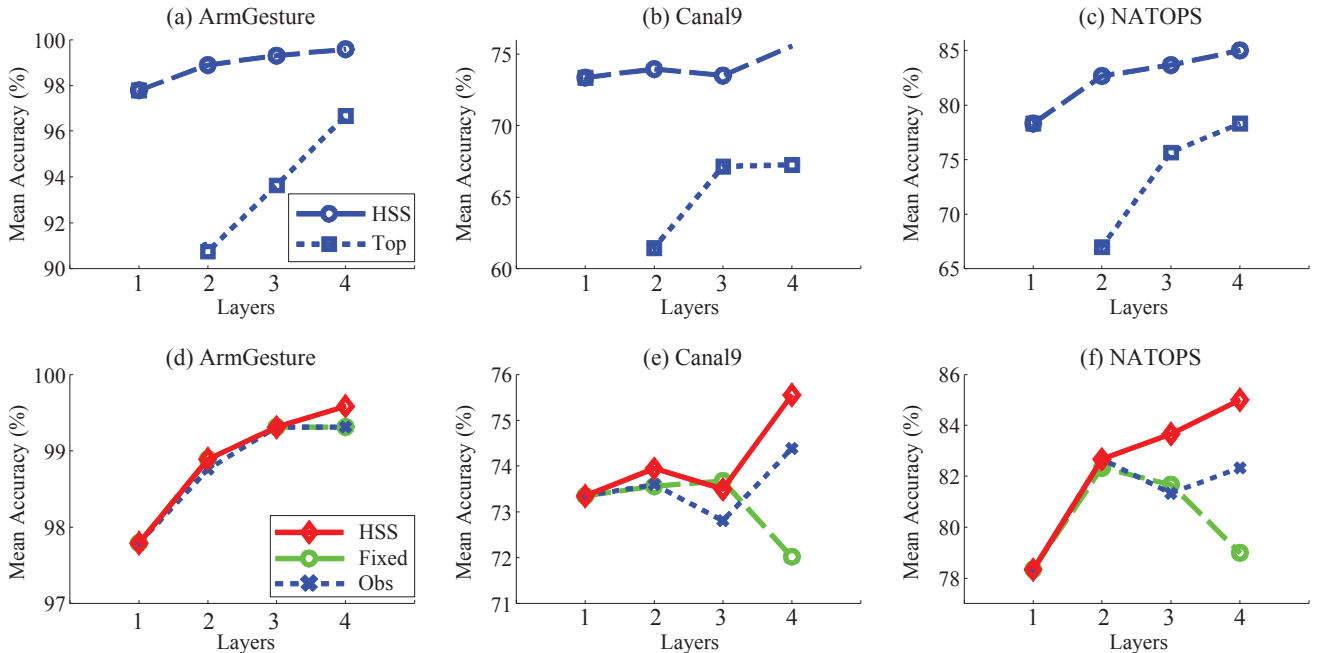 (a) ArmGesture
Mean Accuracy (%)
100
98
96
94
92
90
1 2 3 4
Layers
HSS
Top
(b) Canal9
Mean Accuracy (%)
75
70
65
60
1 2 3 4
Layers
(c) NATOPS
Mean Accuracy (%)
85
80
75
70
65
1 2 3 4
Layers
(d) ArmGesture
Mean Accuracy (%)
100
99
98
97
1 2 3 4
Layers
HSS
Fixed
Obs
(e) Canal9
Mean Accuracy (%)
76
75
74
73
72
71
1 2 3 4
Layers
(f) NATOPS
Mean Accuracy (%)
86
84
82
80
78
1 2 3 4
Layers